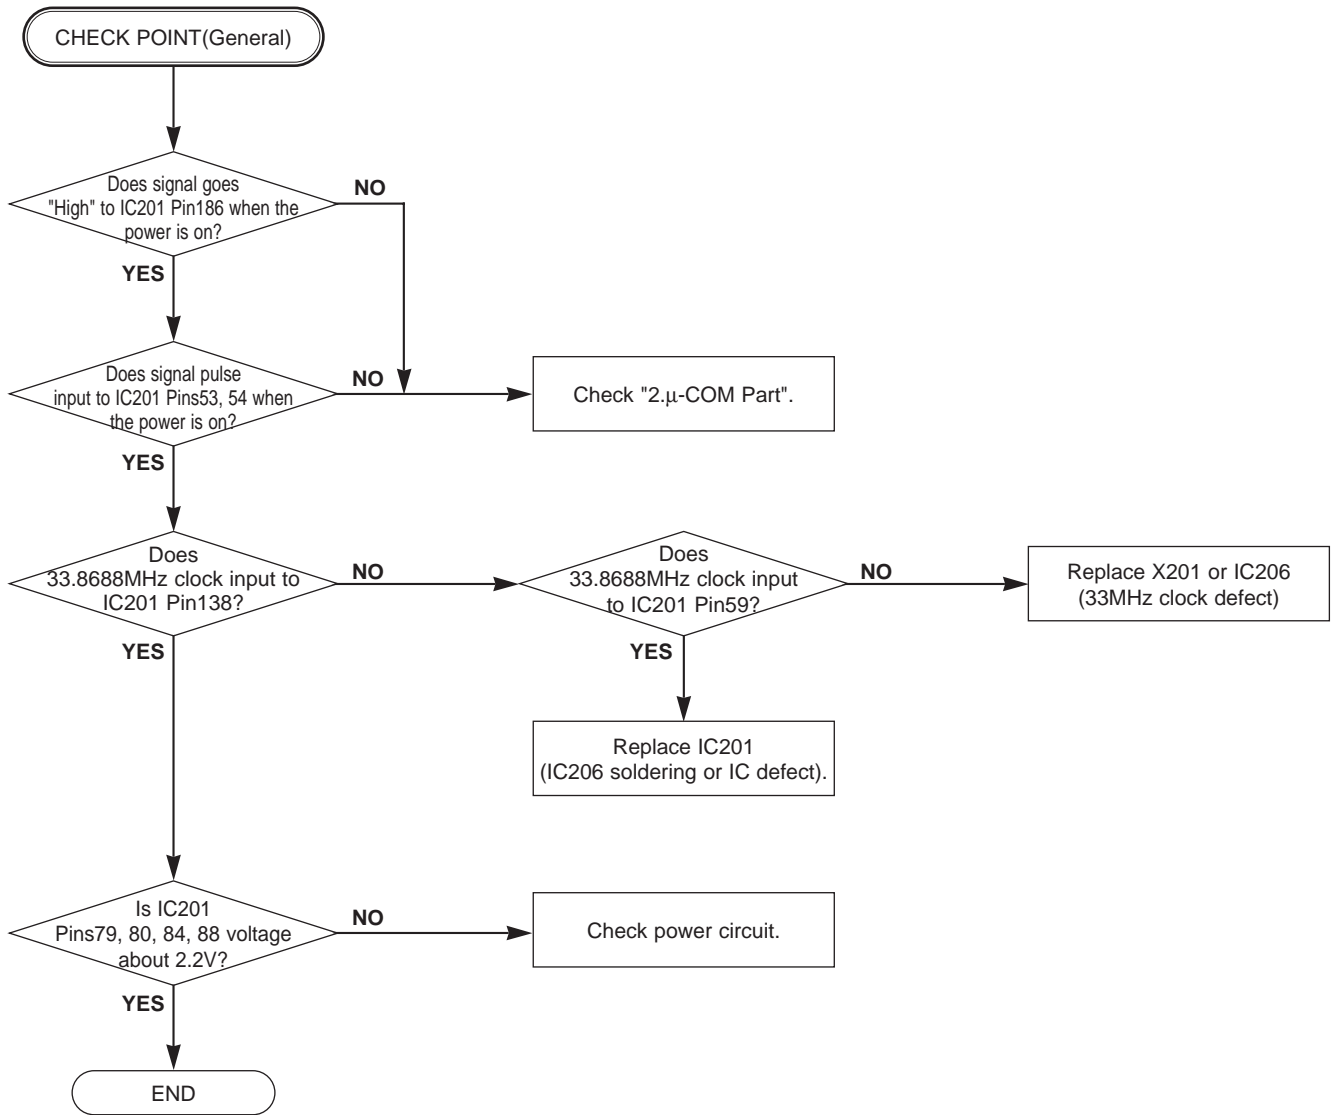 CHECK POINT(General)
Does signal goes
"High" to IC201 Pin186 when the
power is on?
NO
YES
Does signal pulse
input to IC201 Pins53, 54 when
the power is on?
NO
Check "2.μ-COM Part".
YES
Does
33.8688MHz clock input to
IC201 Pin138?
NO
Does
33.8688MHz clock input
to IC201 Pin59?
NO
Replace X201 or IC206
(33MHz clock defect)
YES
YES
Replace IC201
(IC206 soldering or IC defect).
Is IC201
Pins79, 80, 84, 88 voltage
about 2.2V?
NO
Check power circuit.
YES
END